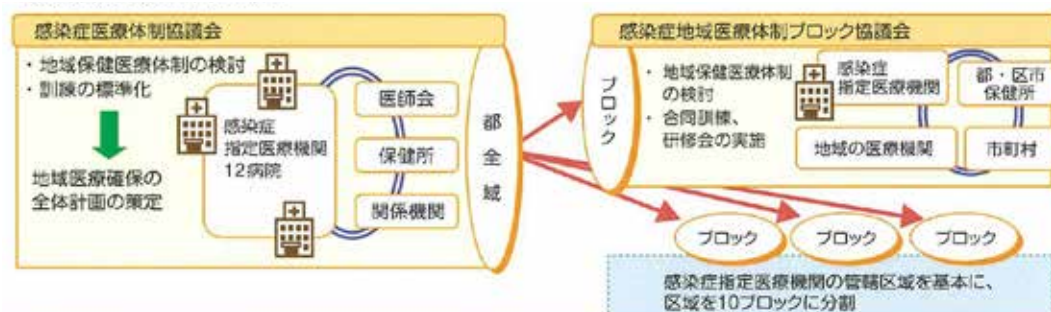 感染症医療体制協議会
・地域保健医療体制の検討
・訓練の標準化
地域医療確保の
全体計画の策定
感染症
指定医療機関
12病院
医師会
保健所
関係機関
都全域
感染症地域医療体制ブロック協議会
ブロック
・地域保健医療体制
の検討
・合同訓練、
研修会の実施
感染症
指定医療機関
都・区市
保健所
地域の医療機関
市町村
ブロック
ブロック
ブロック
感染症指定医療機関の管轄区域を基本に、
区域を10ブロックに分割